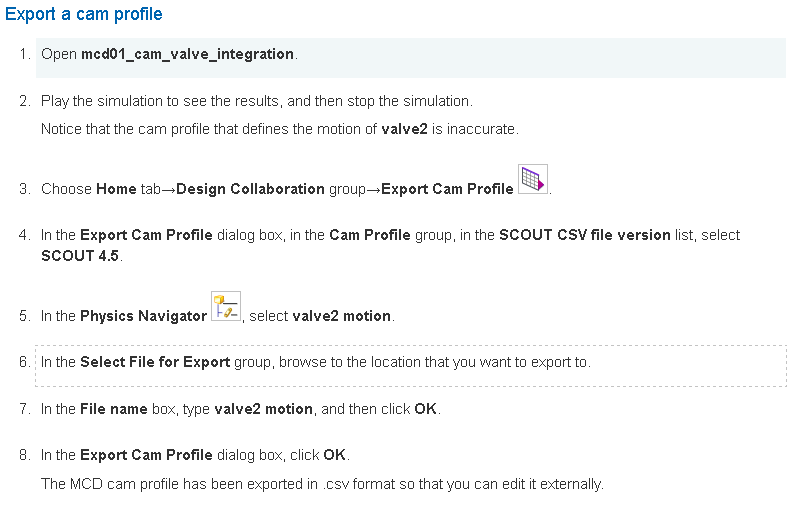 Export a cam profile
1. Open mcd01_cam_valve_integration.
2. Play the simulation to see the results, and then stop the simulation.
Notice that the cam profile that defines the motion of valve2 is inaccurate.
3. Choose Home tab→Design Collaboration group→Export Cam Profile .
4. In the Export Cam Profile dialog box, in the Cam Profile group, in the SCOUT CSV file version list, select
SCOUT 4.5.
5. In the Physics Navigator , select valve2 motion.
6. In the Select File for Export group, browse to the location that you want to export to.
7. In the File name box, type valve2 motion, and then click OK.
8. In the Export Cam Profile dialog box, click OK.
The MCD cam profile has been exported in .csv format so that you can edit it externally.